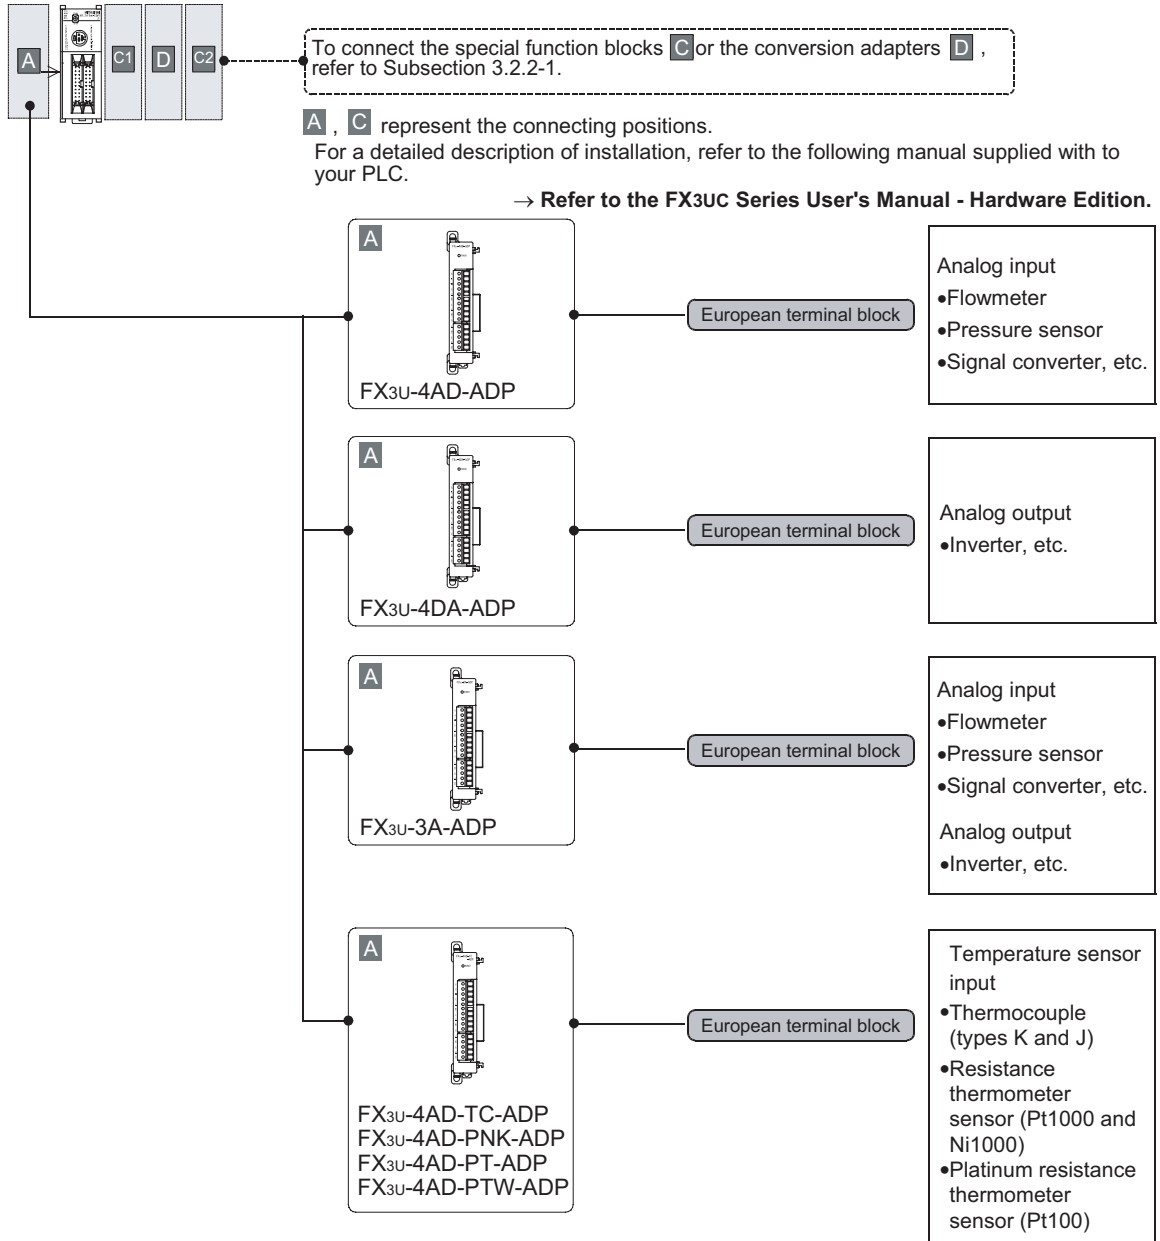 A C1 D C2
To connect the special function blocks C or the conversion adapters D ,
refer to Subsection 3.2.2-1.
A , C represent the connecting positions.
For a detailed description of installation, refer to the following manual supplied with to
your PLC.
→ Refer to the FX3UC Series User's Manual - Hardware Edition.
A
FX3U-4AD-ADP
European terminal block
Analog input
•Flowmeter
•Pressure sensor
•Signal converter, etc.
A
FX3U-4DA-ADP
European terminal block
Analog output
•Inverter, etc.
A
FX3U-3A-ADP
European terminal block
Analog input
•Flowmeter
•Pressure sensor
•Signal converter, etc.
Analog output
•Inverter, etc.
A
FX3U-4AD-TC-ADP
FX3U-4AD-PNK-ADP
FX3U-4AD-PT-ADP
FX3U-4AD-PTW-ADP
European terminal block
Temperature sensor
input
•Thermocouple
(types K and J)
•Resistance
thermometer
sensor (Pt1000 and
Ni1000)
•Platinum resistance
thermometer
sensor (Pt100)